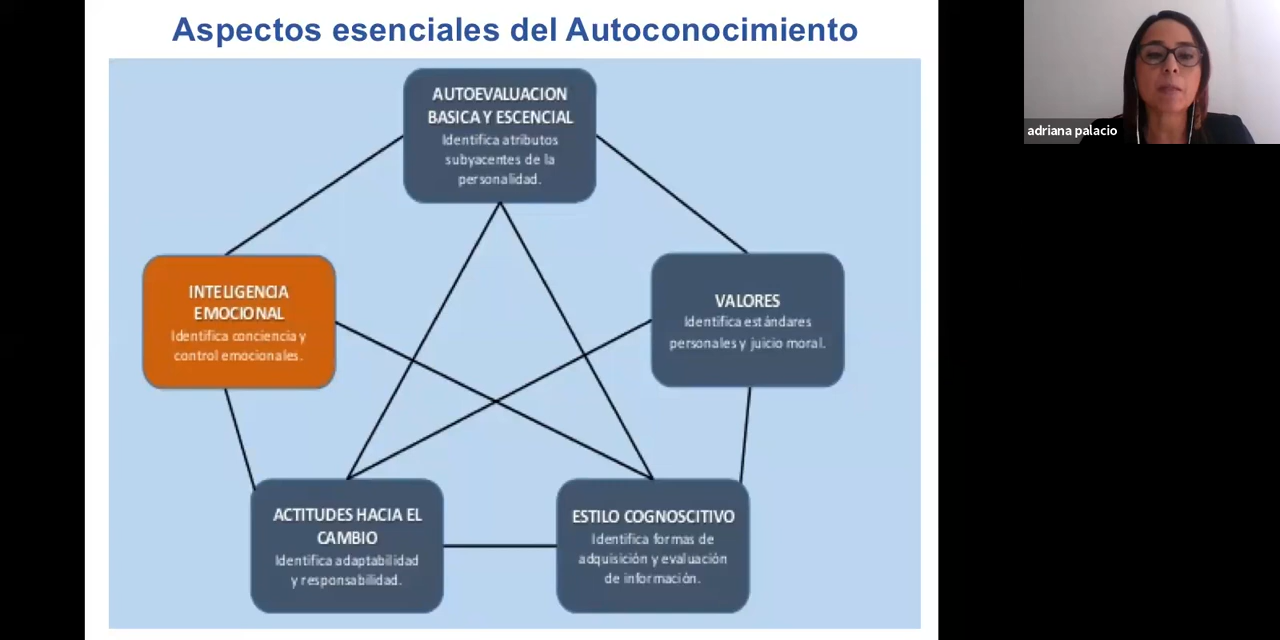 Aspectos esenciales del Autoconocimiento
AUTOEVALUACION
BASICA Y ESCENCIAL
Identifica atributos
subyacentes de la
personalidad.
INTELIGENCIA
EMOCIONAL
Identifica conciencia y
control emocionales.
VALORES
Identifica estándares
personales y juicio moral.
ACTITUDES HACIA EL
CAMBIO
Identifica adaptabilidad
y responsabilidad.
ESTILO COGNOSCITIVO
Identifica formas de
adquisición y evaluación
de información.
adriana palacio